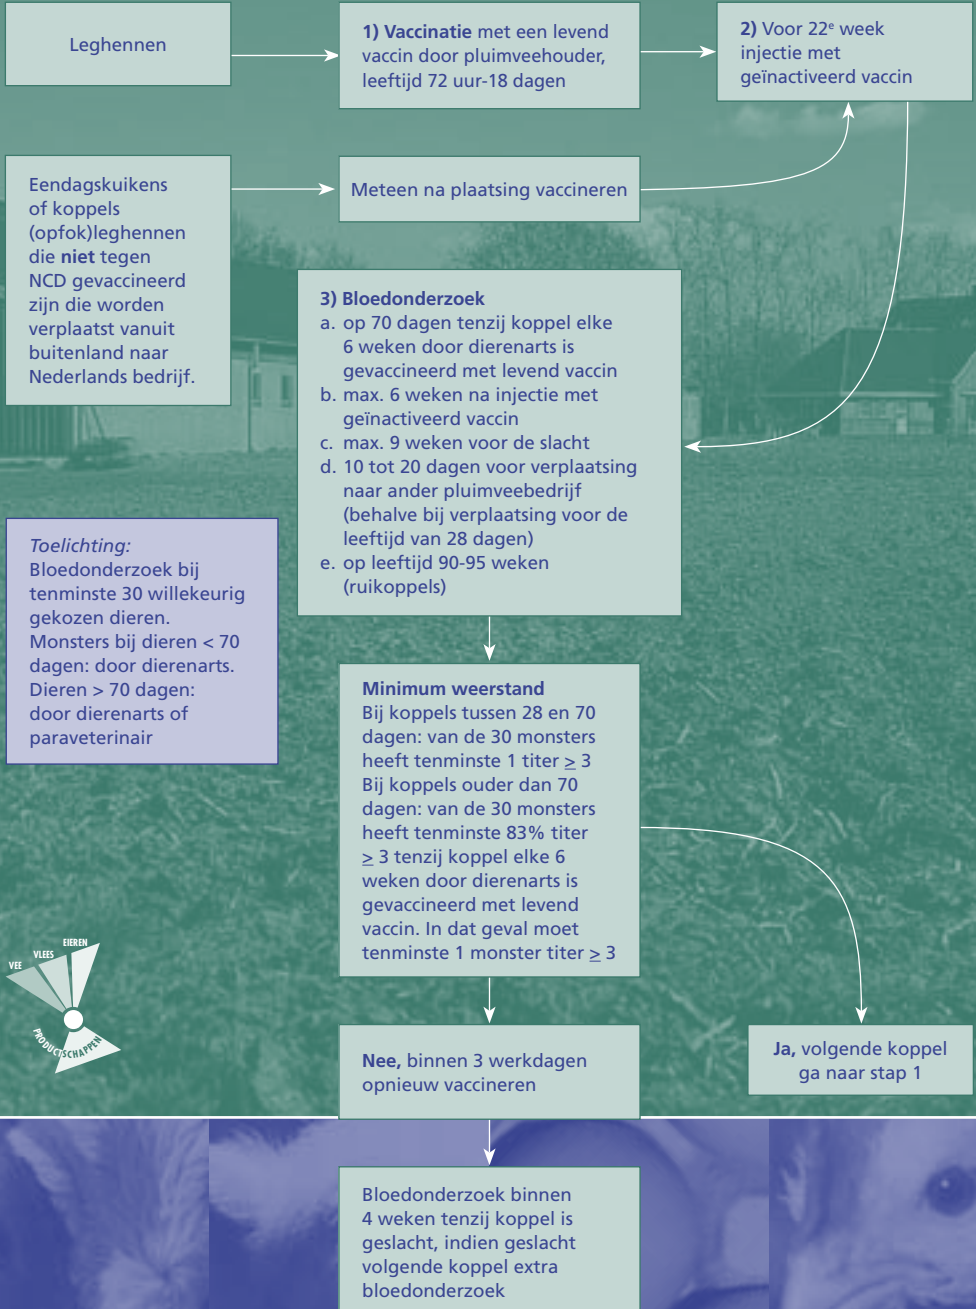 Leghennen
1) Vaccinatie met een levend
vaccin door pluimveehouder,
leeftijd 72 uur-18 dagen
2) Voor 22e week
injectie met
geïnactiveerd vaccin
Eendagskuikens
of koppels
(opfok)leghennen
die niet tegen
NCD gevaccineerd
zijn die worden
verplaatst vanuit
buitenland naar
Nederlands bedrijf.
Meteen na plaatsing vaccineren
3) Bloedonderzoek
a. op 70 dagen tenzij koppel elke
6 weken door dierenarts is
gevaccineerd met levend vaccin
b. max. 6 weken na injectie met
geïnactiveerd vaccin
c. max. 9 weken voor de slacht
d. 10 tot 20 dagen voor verplaatsing
naar ander pluimveebedrijf
(behalve bij verplaatsing voor de
leeftijd van 28 dagen)
e. op leeftijd 90-95 weken
(ruikoppels)
Toelichting:
Bloedonderzoek bij
tenminste 30 willekeurig
gekozen dieren.
Monsters bij dieren < 70
dagen: door dierenarts.
Dieren > 70 dagen:
door dierenarts of
paraveterinair
Minimum weerstand
Bij koppels tussen 28 en 70
dagen: van de 30 monsters
heeft tenminste 1 titer ≥ 3
Bij koppels ouder dan 70
dagen: van de 30 monsters
heeft tenminste 83% titer
≥ 3 tenzij koppel elke 6
weken door dierenarts is
gevaccineerd met levend
vaccin. In dat geval moet
tenminste 1 monster titer ≥ 3
VEE
VLEES
EIEREN
PRODUCTSCHAPPEN
Nee, binnen 3 werkdagen
opnieuw vaccineren
Ja, volgende koppel
ga naar stap 1
Bloedonderzoek binnen
4 weken tenzij koppel is
geslacht, indien geslacht
volgende koppel extra
bloedonderzoek